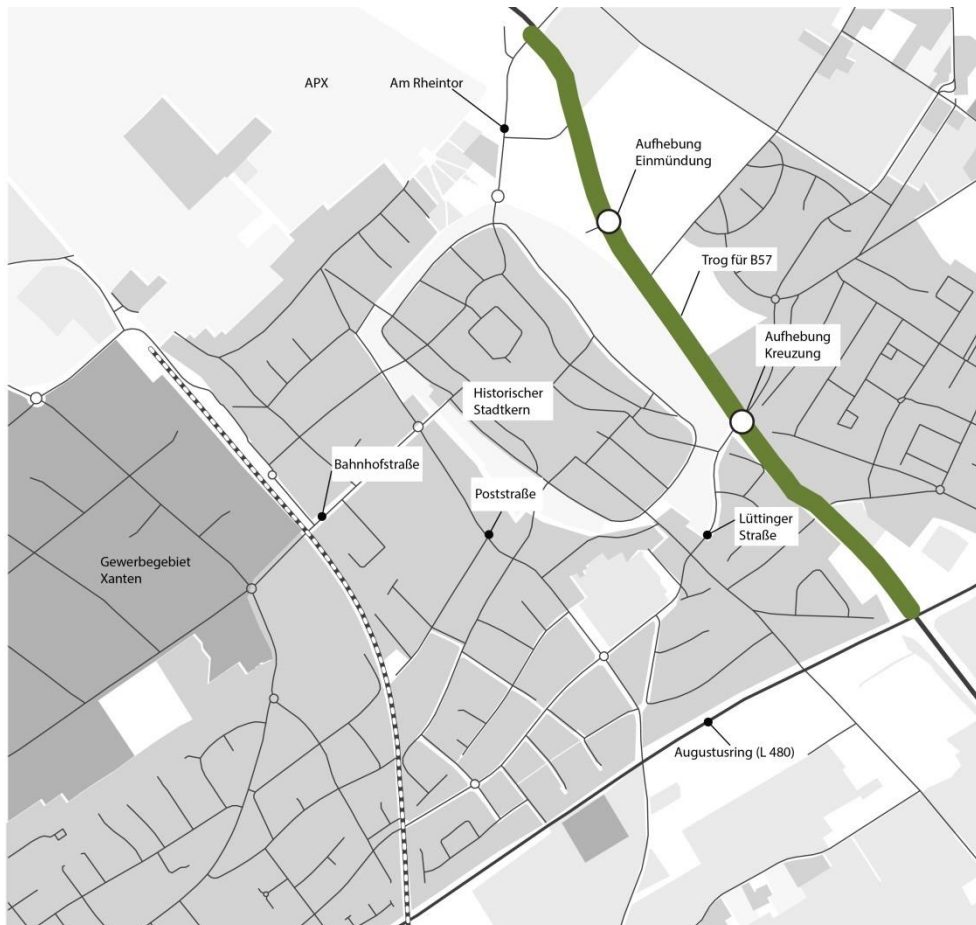 APX
Am Rheintor
Aufhebung
Einmündung
Trog für B57
Aufhebung
Kreuzung
Historischer
Stadtkern
Bahnhofstraße
Poststraße
Lüttinger
Straße
Gewerbegebiet
Xanten
Augustusring (L 480)